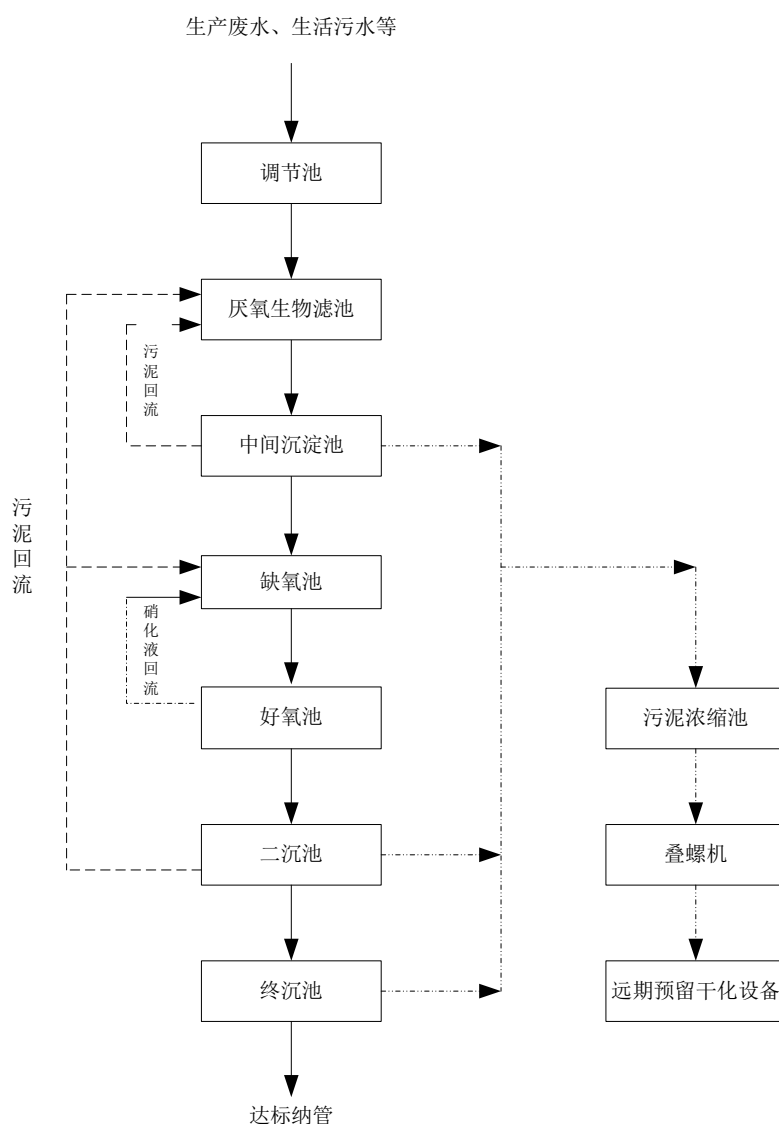 生产废水、生活污水等
调节池
厌氧生物滤池
污泥回流
中间沉淀池
污泥回流
缺氧池
硝化液回流
好氧池
污泥浓缩池
二沉池
叠螺机
终沉池
远期预留干化设备
达标纳管